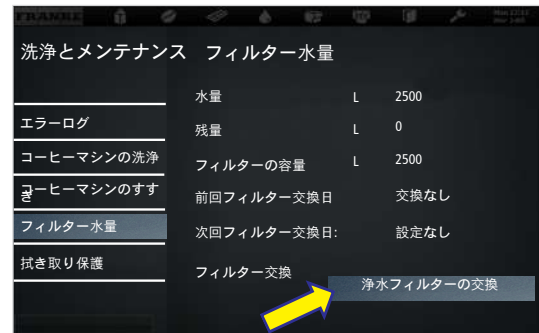 FRANKE
洗浄とメンテナンス フィルター水量
水量 L 2500
エラーログ
残量 L 0
コーヒーマシンの洗浄
フィルターの容量 L 2500
コーヒーマシンのすすぎ
前回フィルター交換日 交換なし
フィルター水量
次回フィルター交換日: 設定なし
拭き取り保護
フィルター交換
浄水フィルターの交換